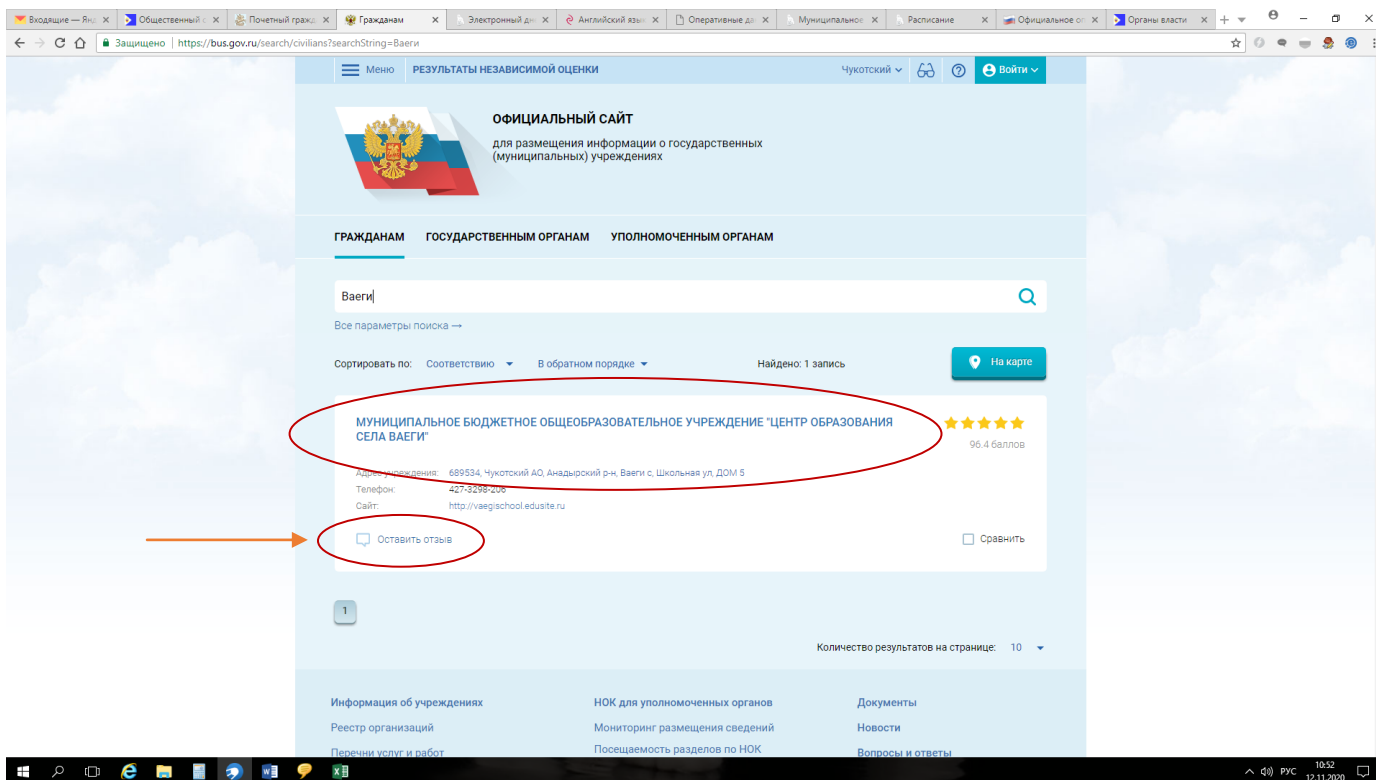 Входящие — Янд
Общественный с
Почетный гражд
Гражданам
Электронный дн
Английский язык
Оперативные да
Муниципальное
Расписание
Официальное оп
Органы власти
Защищено | https://bus.gov.ru/search/civilians?searchString=Ваеги
Меню РЕЗУЛЬТАТЫ НЕЗАВИСИМОЙ ОЦЕНКИ Чукотский Войти
ОФИЦИАЛЬНЫЙ САЙТ
для размещения информации о государственных
(муниципальных) учреждениях
ГРАЖДАНАМ ГОСУДАРСТВЕННЫМ ОРГАНАМ УПОЛНОМОЧЕННЫМ ОРГАНАМ
Ваеги
Все параметры поиска →
Сортировать по: Соответствию В обратном порядке Найдено: 1 запись На карте
МУНИЦИПАЛЬНОЕ БЮДЖЕТНОЕ ОБЩЕОБРАЗОВАТЕЛЬНОЕ УЧРЕЖДЕНИЕ "ЦЕНТР ОБРАЗОВАНИЯ
СЕЛА ВАЕГИ"
96.4 баллов
Адрес учреждения: 689534, Чукотский АО, Анадырский р-н, Ваеги с, Школьная ул, ДОМ 5
Телефон: 427-3298-206
Сайт: http://vaegischool.edusite.ru
Оставить отзыв Сравнить
1
Количество результатов на странице: 10
Информация об учреждениях НОК для уполномоченных органов Документы
Реестр организаций Мониторинг размещения сведений Новости
Перечни услуг и работ Посещаемость разделов по НОК Вопросы и ответы
РУС 10:52
12.11.2020